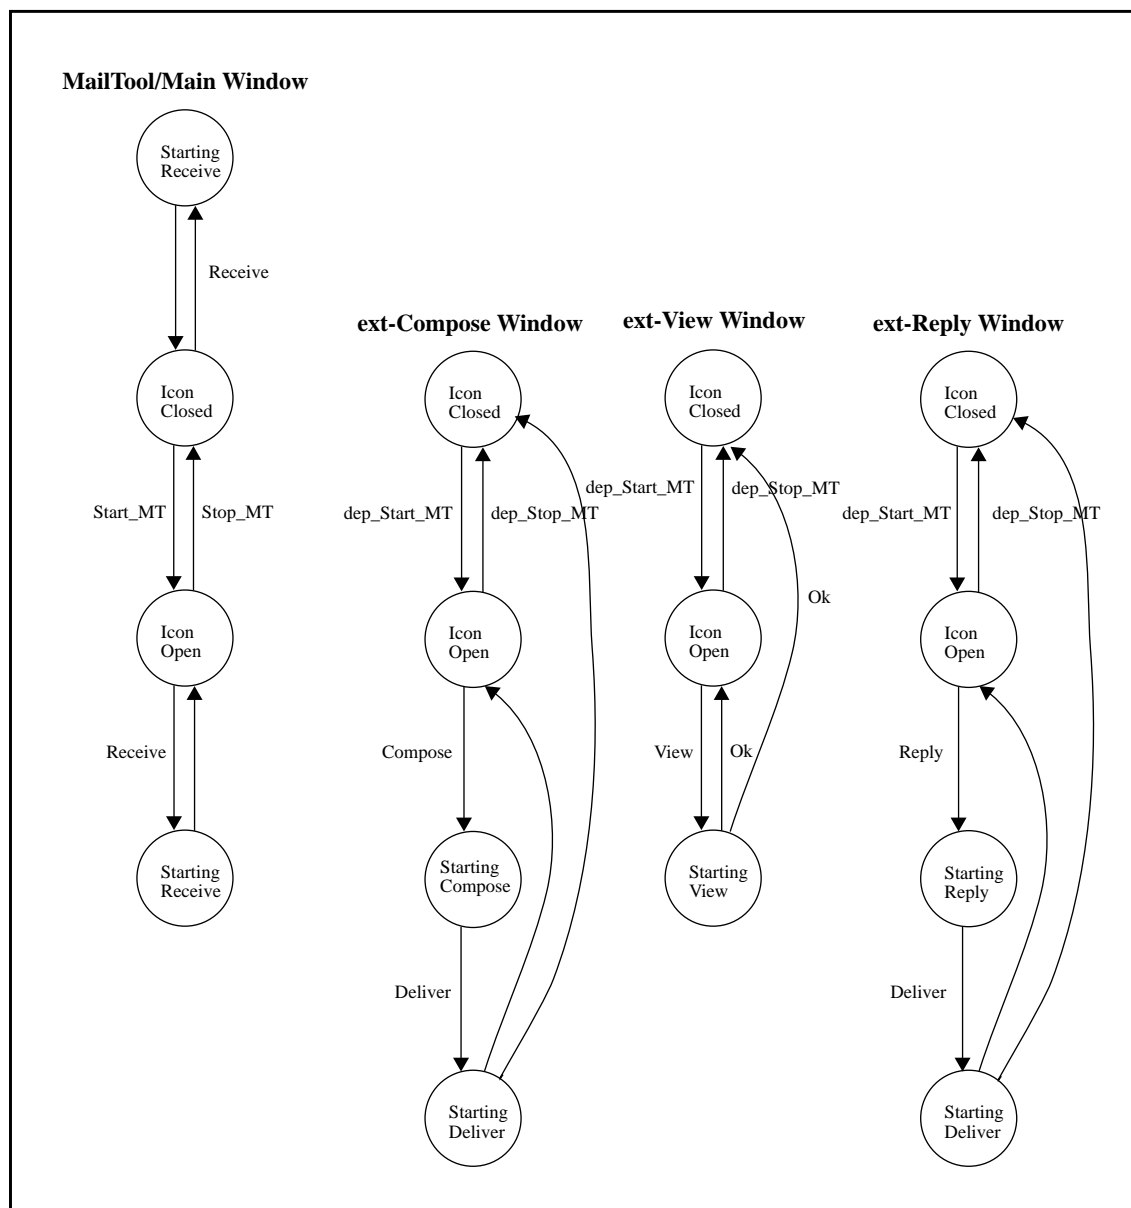 MailTool/Main Window
Starting
Receive
Receive
Icon
Closed
Start_MT
Stop_MT
Icon
Open
Receive
Starting
Receive
ext-Compose Window
Icon
Closed
dep_Start_MT
dep_Stop_MT
Icon
Open
Compose
Starting
Compose
Deliver
Starting
Deliver
ext-View Window
Icon
Closed
dep_Start_MT
dep_Stop_MT
Ok
Icon
Open
View
Ok
Starting
View
ext-Reply Window
Icon
Closed
dep_Start_MT
dep_Stop_MT
Icon
Open
Reply
Starting
Reply
Deliver
Starting
Deliver